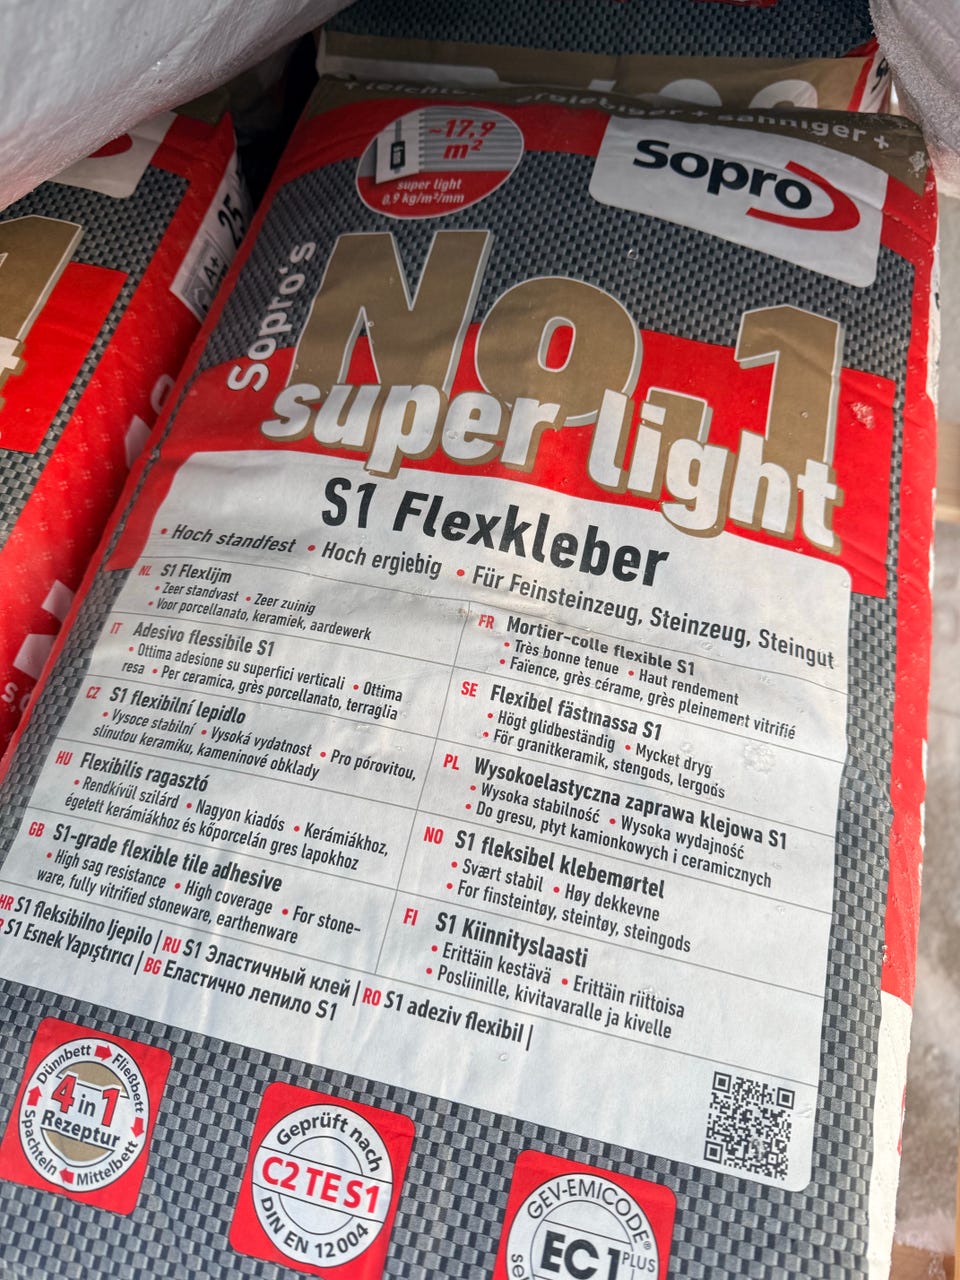 + leichter + ergiebiger + sahniger +
~17,9
m²
super light
0,9 kg/m²/mm
sopro
Sopro's
No.1
super light
S1 Flexkleber
• Hoch standfest • Hoch ergiebig • Für Feinsteinzeug, Steinzeug, Steingut
NL S1 Flexlijm
• Zeer standvast • Zeer zuinig
• Voor porcellanato, keramiek, aardewerk
IT Adesivo flessibile S1
• Ottima adesione su superfici verticali • Ottima
resa • Per ceramica, grès porcellanato, terraglia
CZ S1 flexibilní lepidlo
• Vysoce stabilní • Vysoká vydatnost • Pro pórovitou,
slinutou keramiku, kameninové obklady
HU Flexibilis ragasztó
• Rendkívül szilárd • Nagyon kiadós • Kerámiákhoz,
égetett kerámiákhoz és kőporcelán gres lapokhoz
GB S1-grade flexible tile adhesive
• High sag resistance • High coverage • For stone-
ware, fully vitrified stoneware, earthenware
FR Mortier-colle flexible S1
• Très bonne tenue • Haut rendement
• Faïence, grès cérame, grès pleinement vitrifié
SE Flexibel fästmassa S1
• Högt glidbeständig • Mycket dryg
• För granitkeramik, stengods, lergods
PL Wysokoelastyczna zaprawa klejowa S1
• Wysoka stabilność • Wysoka wydajność
• Do gresu, płyt kamionkowych i ceramicznych
NO S1 fleksibel klebemørtel
• Svært stabil • Høy dekkevne
• For finsteintøy, steintøy, steingods
FI S1 Kiinnityslaasti
• Erittäin kestävä • Erittäin riittoisa
• Posliinille, kivitavaralle ja kivelle
HR S1 fleksibilno ljepilo | RU S1 Эластичный клей | RO S1 adeziv flexibil |
S1 Esnek Yapıştırıcı | BG Еластично лепило S1
Dünnbett Fließbett
4 in 1
Rezeptur
Spachteln Mittelbett
Geprüft nach
C2 TE S1
DIN EN 12004
GEV-EMICODE®
EC 1 PLUS
25
A+